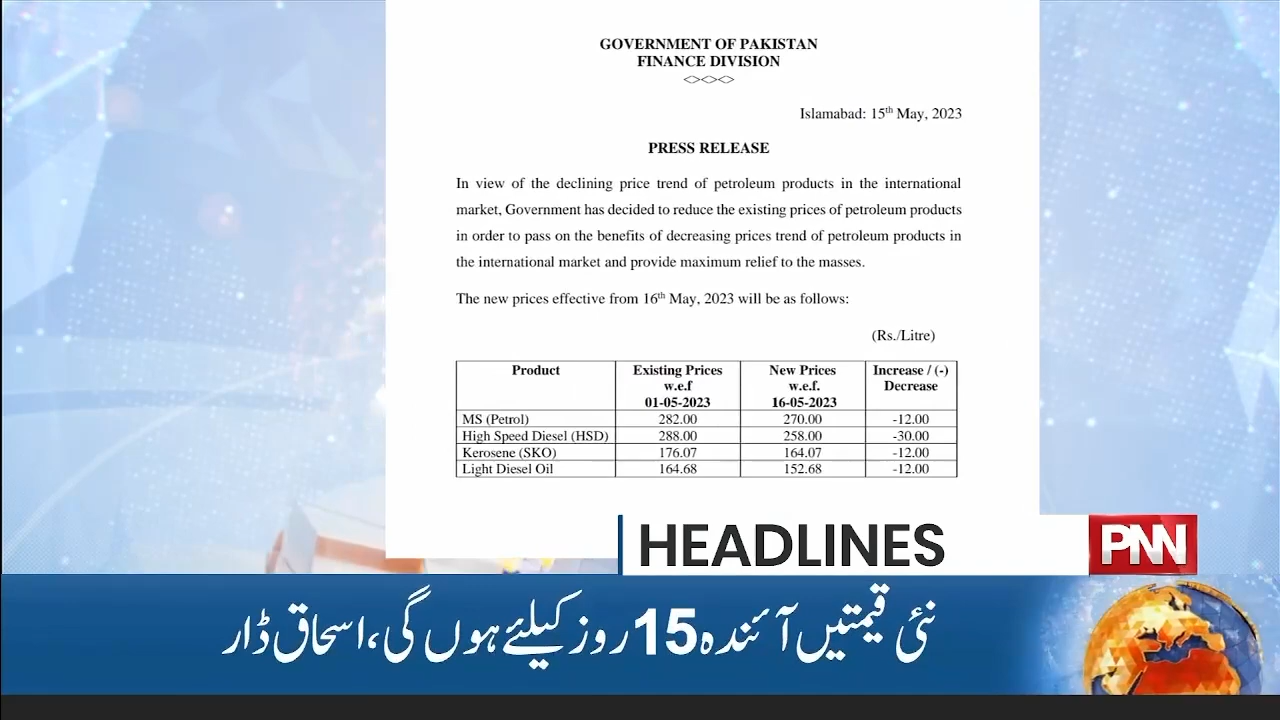 GOVERNMENT OF PAKISTAN
FINANCE DIVISION
Islamabad: 15th May, 2023
PRESS RELEASE
In view of the declining price trend of petroleum products in the international
market, Government has decided to reduce the existing prices of petroleum products
in order to pass on the benefits of decreasing prices trend of petroleum products in
the international market and provide maximum relief to the masses.
The new prices effective from 16th May, 2023 will be as follows:
(Rs./Litre)
Product Existing Prices w.e.f 01-05-2023 New Prices w.e.f. 16-05-2023 Increase / (-) Decrease
MS (Petrol) 282.00 270.00 -12.00
High Speed Diesel (HSD) 288.00 258.00 -30.00
Kerosene (SKO) 176.07 164.07 -12.00
Light Diesel Oil 164.68 152.68 -12.00
HEADLINES
PNN
نئی قیمتیں آئندہ 15 روز کیلئے ہوں گی، اسحاق ڈار